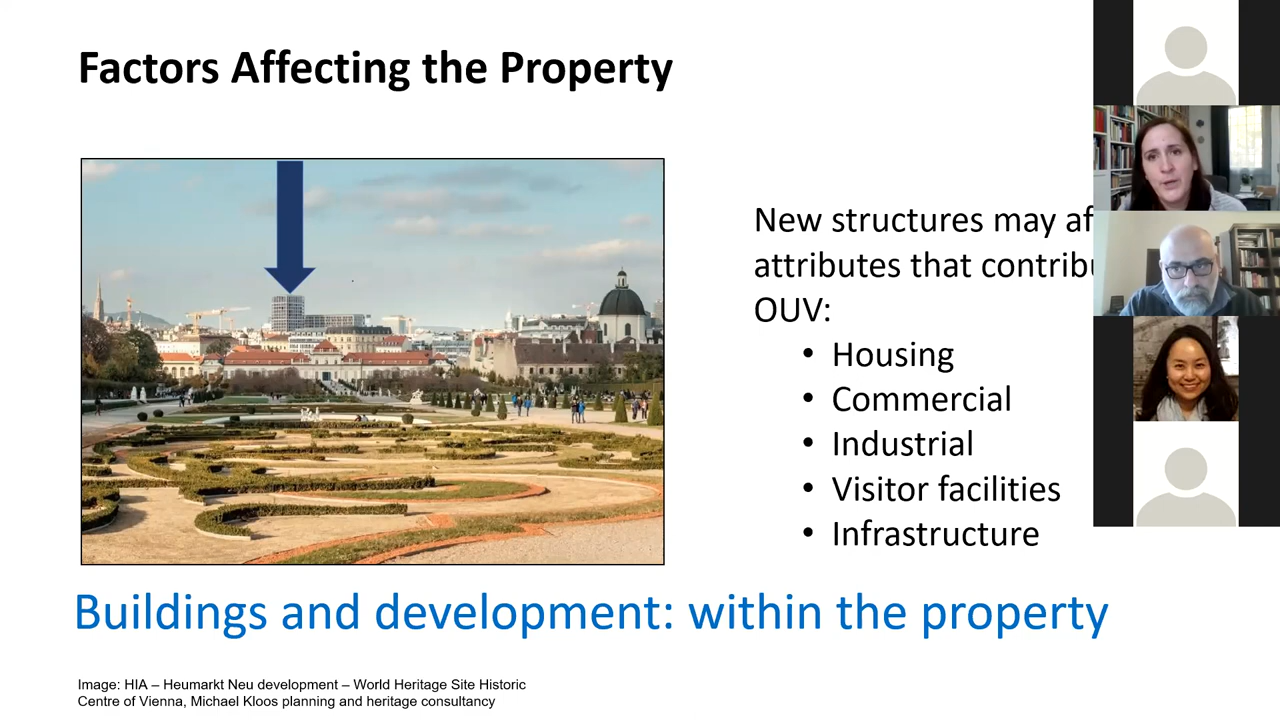 Factors Affecting the Property
New structures may af
attributes that contribu
OUV:
• Housing
• Commercial
• Industrial
• Visitor facilities
• Infrastructure
Buildings and development: within the property
Image: HIA – Heumarkt Neu development – World Heritage Site Historic
Centre of Vienna, Michael Kloos planning and heritage consultancy